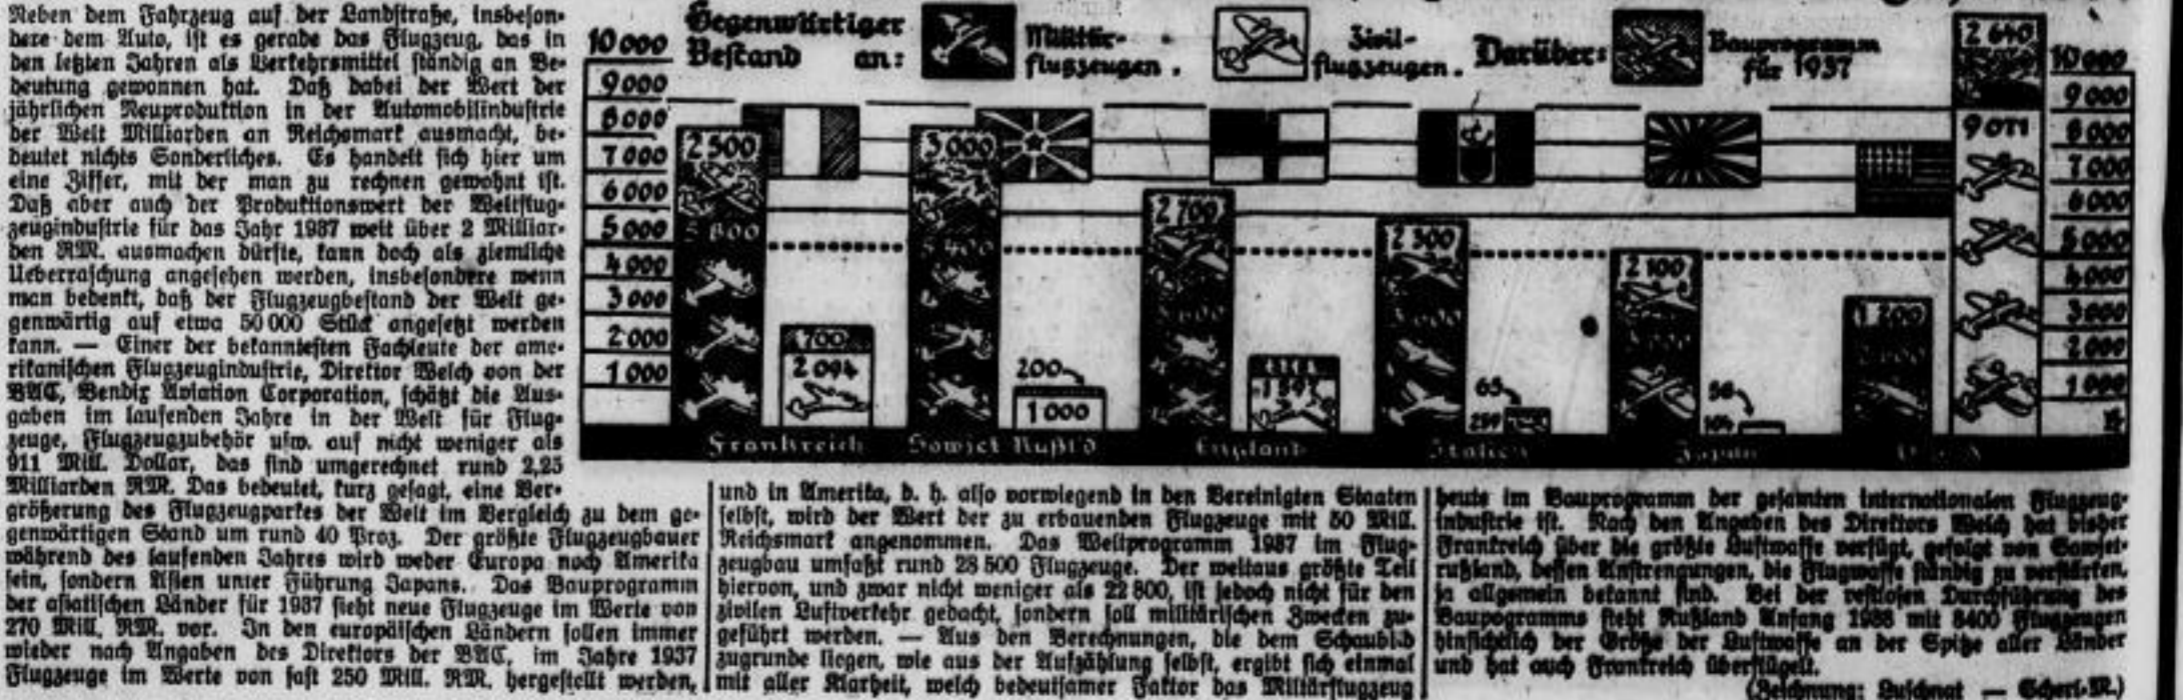 Neben dem Fahrzeug auf der Landstraße, insbeson-
dere dem Auto, ist es gerade das Flugzeug, das in
den letzten Jahren als Verkehrsmittel ständig an Be-
deutung gewonnen hat. Daß dabei der Wert der
jährlichen Neuproduktion in der Automobilindustrie
der Welt Milliarden an Reichsmark ausmacht, be-
deutet nichts Sonderliches. Es handelt sich hier um
eine Ziffer, mit der man zu rechnen gewohnt ist.
Daß aber auch der Produktionswert der Weltflug-
zeugindustrie für das Jahr 1937 weit über 2 Milliar-
den RM. ausmachen dürfte, kann doch als ziemliche
Ueberraschung angesehen werden, insbesondere wenn
man bedenkt, daß der Flugzeugbestand der Welt ge-
genwärtig auf etwa 50 000 Stück angesetzt werden
kann. — Einer der bekanntesten Fachleute der ame-
rikanischen Flugzeugindustrie, Direktor Welch von der
BAC, Bendix Aviation Corporation, schätzt die Aus-
gaben im laufenden Jahre in der Welt für Flug-
zeuge, Flugzeugzubehör usw. auf nicht weniger als
911 Mill. Dollar, das sind umgerechnet rund 2,25
Milliarden RM. Das bedeutet, kurz gesagt, eine Ver-
größerung des Flugzeugparkes der Welt im Vergleich zu dem ge-
genwärtigen Stand um rund 40 Proz. Der größte Flugzeugbauer
während des laufenden Jahres wird weder Europa noch Amerika
sein, sondern Asien unter Führung Japans. Das Bauprogramm
der asiatischen Länder für 1937 sieht neue Flugzeuge im Werte von
270 Mill. RM. vor. In den europäischen Ländern sollen immer
wieder nach Angaben des Direktors der BAC, im Jahre 1937
Flugzeuge im Werte von fast 250 Mill. RM. hergestellt werden,
Gegenwärtiger
Bestand an:
Militär-
flugzeugen.
Zivil-
flugzeugen.
Darüber:
Bauprogramm
für 1937
10 000
9 000
8 000
7 000
6 000
5 000
4 000
3 000
2 000
1 000
2 500
700
2 094
Frankreich
3 000
5 400
200
1 000
Sowjet Rußl'd
2 700
England
2 300
65
259
Italien
2 100
Japan
1 200
2 640
9 071
10 000
9 000
8 000
7 000
6 000
5 000
4 000
3 000
2 000
1 000
und in Amerika, d. h. also vorwiegend in den Vereinigten Staaten
selbst, wird der Wert der zu erbauenden Flugzeuge mit 50 Mill.
Reichsmark angenommen. Das Weltprogramm 1937 im Flug-
zeugbau umfaßt rund 23 500 Flugzeuge. Der weitaus größte Teil
hiervon, und zwar nicht weniger als 22 800, ist jedoch nicht für den
zivilen Luftverkehr gedacht, sondern soll militärischen Zwecken zu-
geführt werden. — Aus den Berechnungen, die dem Schaubild
zugrunde liegen, wie aus der Aufzählung selbst, ergibt sich einmal
mit aller Klarheit, welch bedeutsamer Faktor das Militärflugzeug
heute im Bauprogramm der gesamten internationalen Flugzeug-
industrie ist. Nach den Angaben des Direktors Welch hat bisher
Frankreich über die größte Luftwaffe verfügt, gefolgt von Sowjet-
rußland, dessen Anstrengungen, die Flugwaffe ständig zu verstärken,
ja allgemein bekannt sind. Bei der restlosen Durchführung des
Bauprogramms steht Rußland Anfang 1938 mit 8400 Flugzeugen
hinsichtlich der Größe der Luftwaffe an der Spitze aller Länder
und hat auch Frankreich überflügelt.
(Zeichnung: